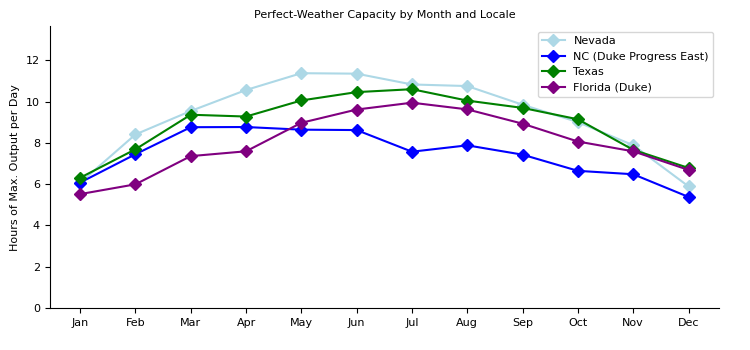 Perfect-Weather Capacity by Month and Locale
Nevada
NC (Duke Progress East)
Texas
Florida (Duke)
Hours of Max. Output per Day
12
10
8
6
4
2
0
Jan Feb Mar Apr May Jun Jul Aug Sep Oct Nov Dec